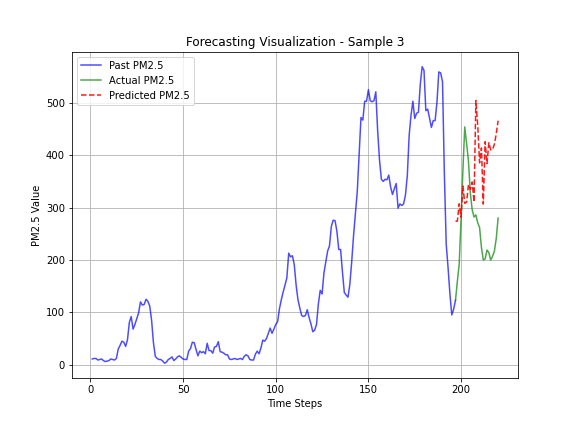 Forecasting Visualization - Sample 3
Past PM2.5
Actual PM2.5
Predicted PM2.5
PM2.5 Value
500
400
300
200
100
0
0 50 100 150 200
Time Steps